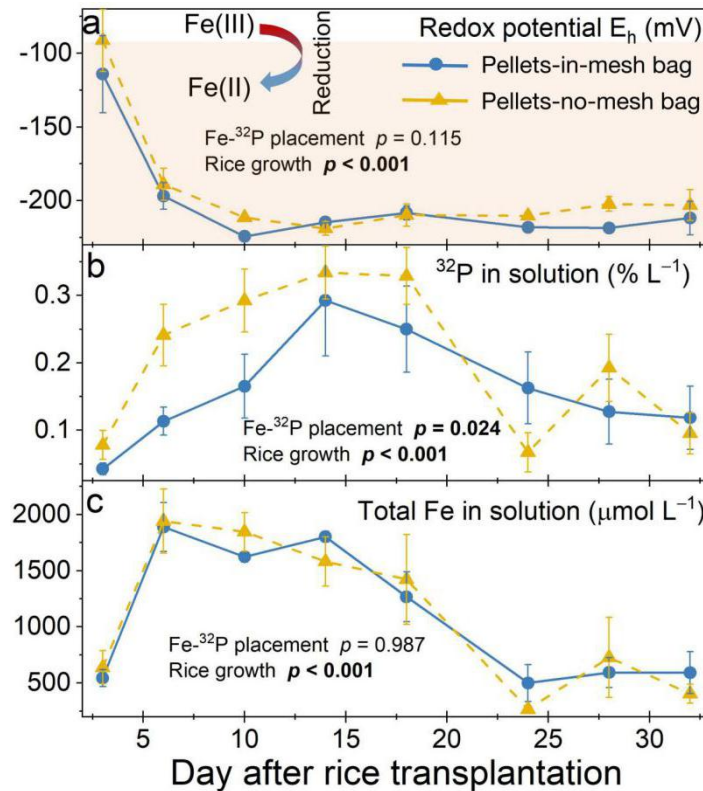 a
Fe(III)
Fe(II)
Reduction
Redox potential Eₕ (mV)
Pellets-in-mesh bag
Pellets-no-mesh bag
Fe-³²P placement p = 0.115
Rice growth p < 0.001
-100
-150
-200
b
³²P in solution (% L⁻¹)
0.3
0.2
0.1
Fe-³²P placement p = 0.024
Rice growth p < 0.001
c
Total Fe in solution (μmol L⁻¹)
2000
1500
1000
500
Fe-³²P placement p = 0.987
Rice growth p < 0.001
5 10 15 20 25 30
Day after rice transplantation